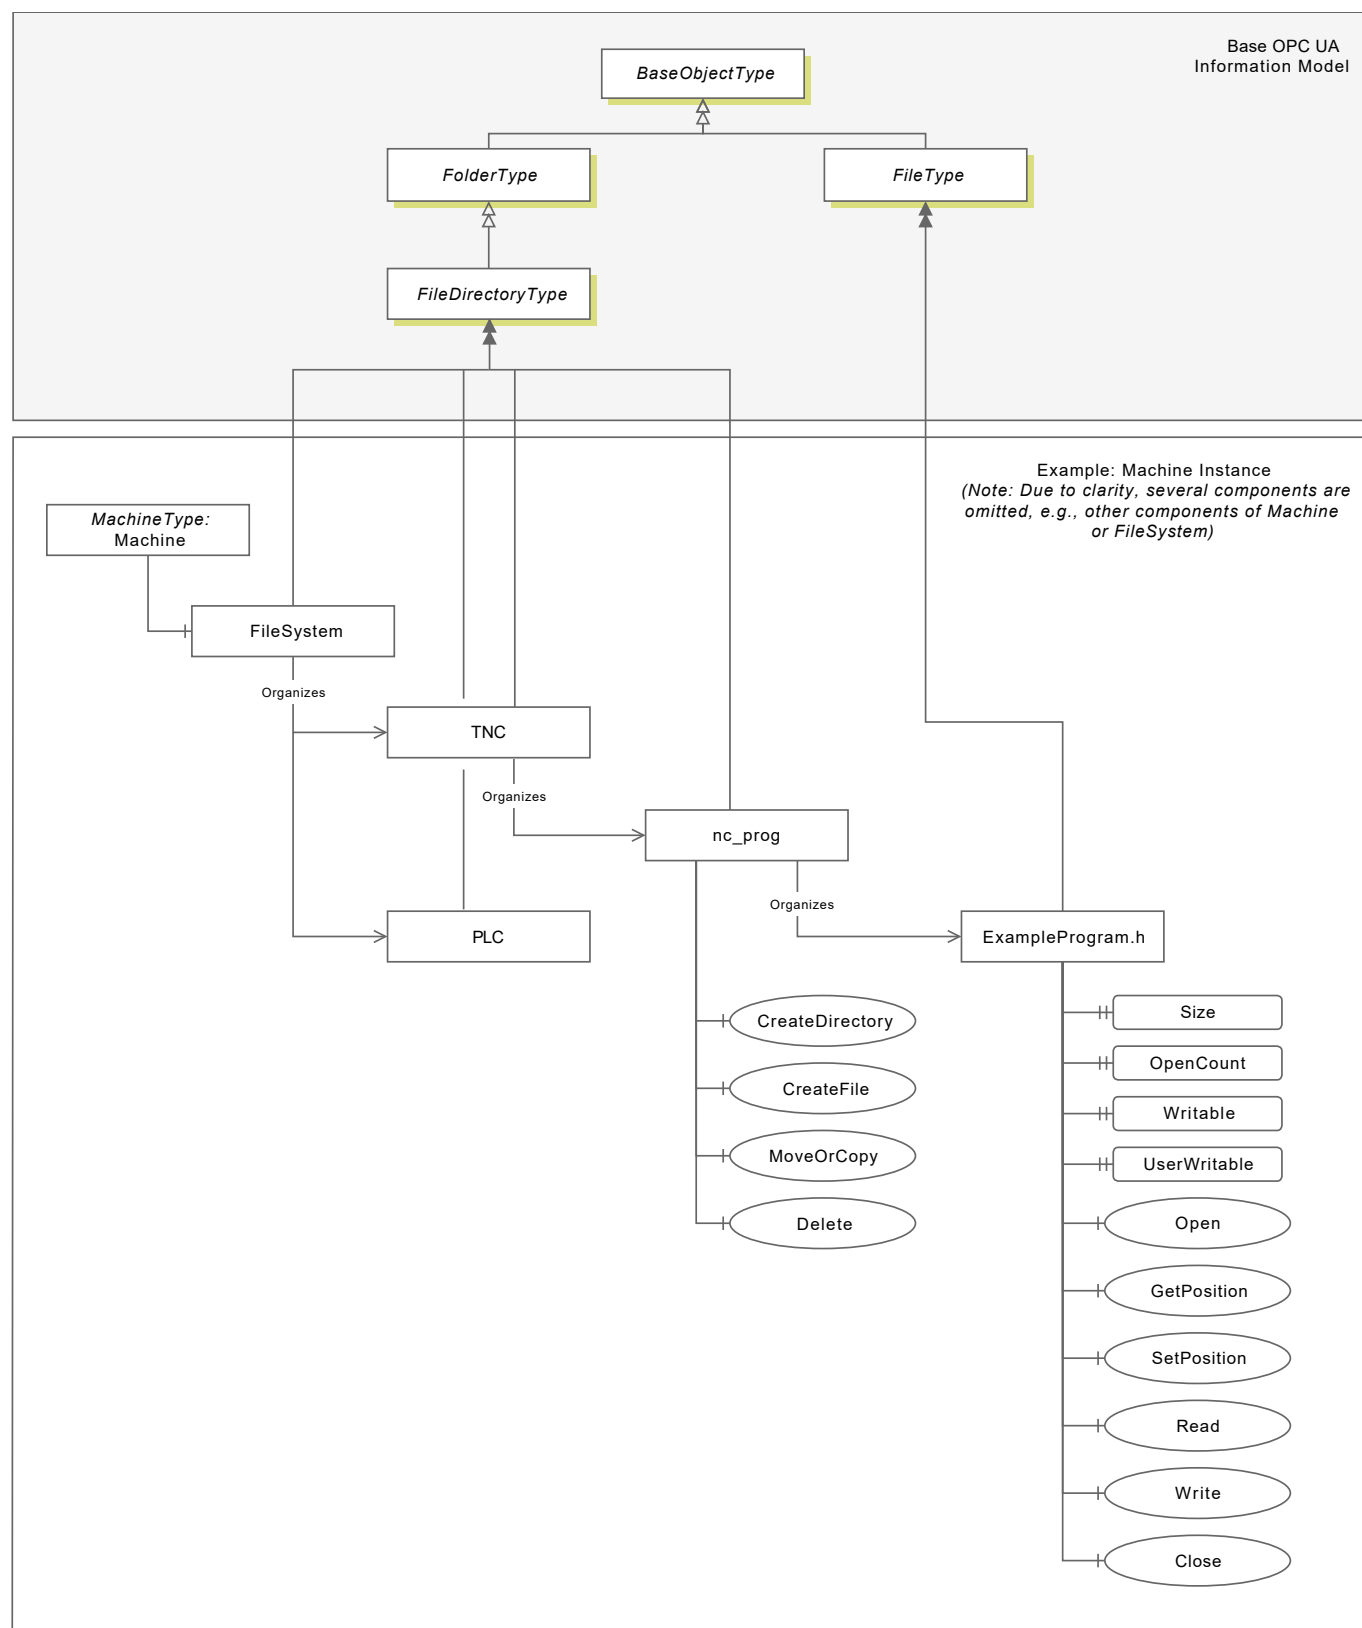 Base OPC UA
Information Model
BaseObjectType
FolderType
FileType
FileDirectoryType
Example: Machine Instance
(Note: Due to clarity, several components are
omitted, e.g., other components of Machine
or FileSystem)
MachineType:
Machine
FileSystem
Organizes
TNC
Organizes
nc_prog
Organizes
PLC
ExampleProgram.h
CreateDirectory
CreateFile
MoveOrCopy
Delete
Size
OpenCount
Writable
UserWritable
Open
GetPosition
SetPosition
Read
Write
Close